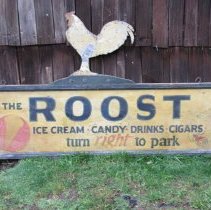 THE ROOST
ICE CREAM · CANDY · DRINKS · CIGARS
turn right to park